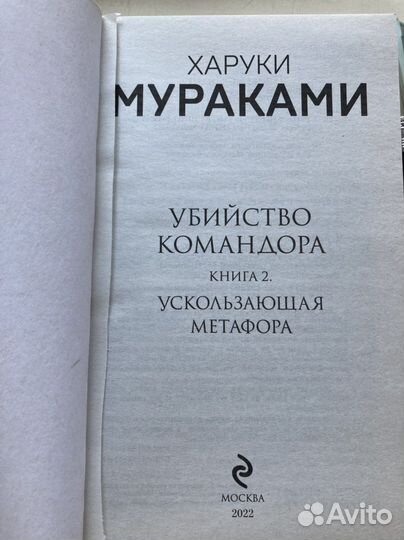 ХАРУКИ
МУРАКАМИ
УБИЙСТВО
КОМАНДОРА
КНИГА 2.
УСКОЛЬЗАЮЩАЯ
МЕТАФОРА
МОСКВА
2022
Avito